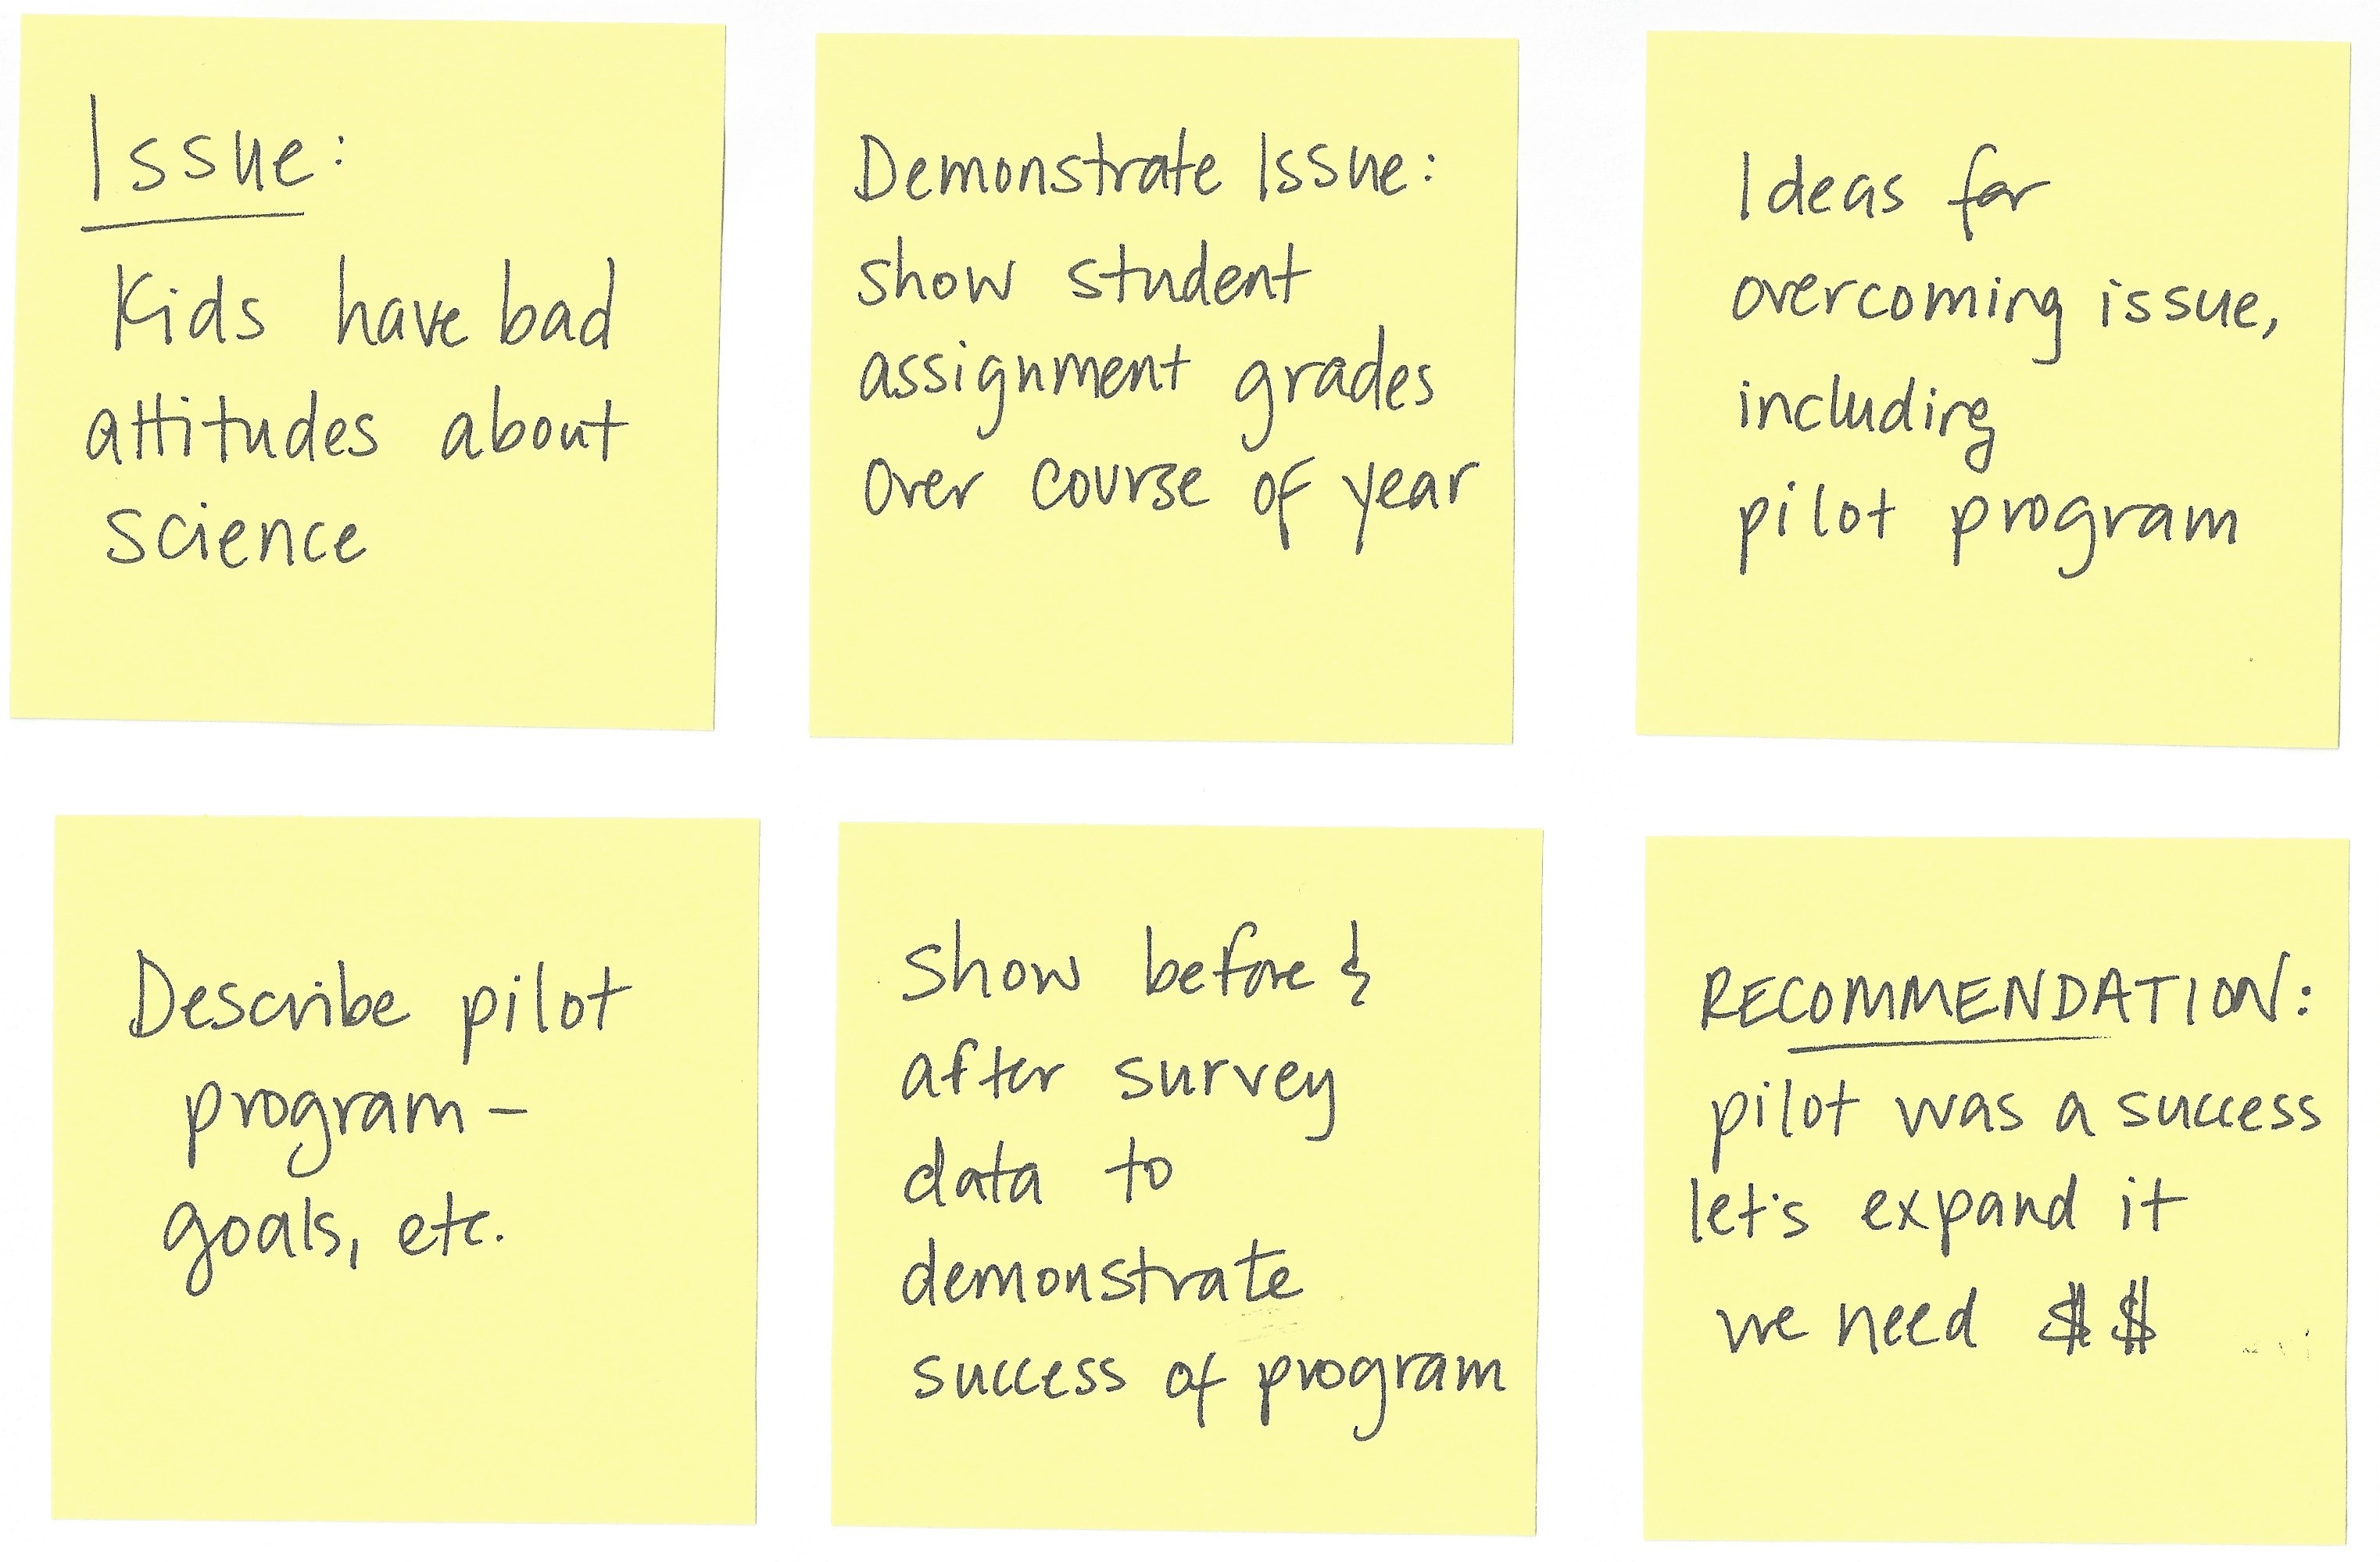 Issue:
Kids have bad
attitudes about
science
Demonstrate Issue:
show student
assignment grades
over course of year
Ideas for
overcoming issue,
including
pilot program
Describe pilot
program –
goals, etc.
Show before &
after survey
data to
demonstrate
success of program
RECOMMENDATION:
pilot was a success
let's expand it
we need $$